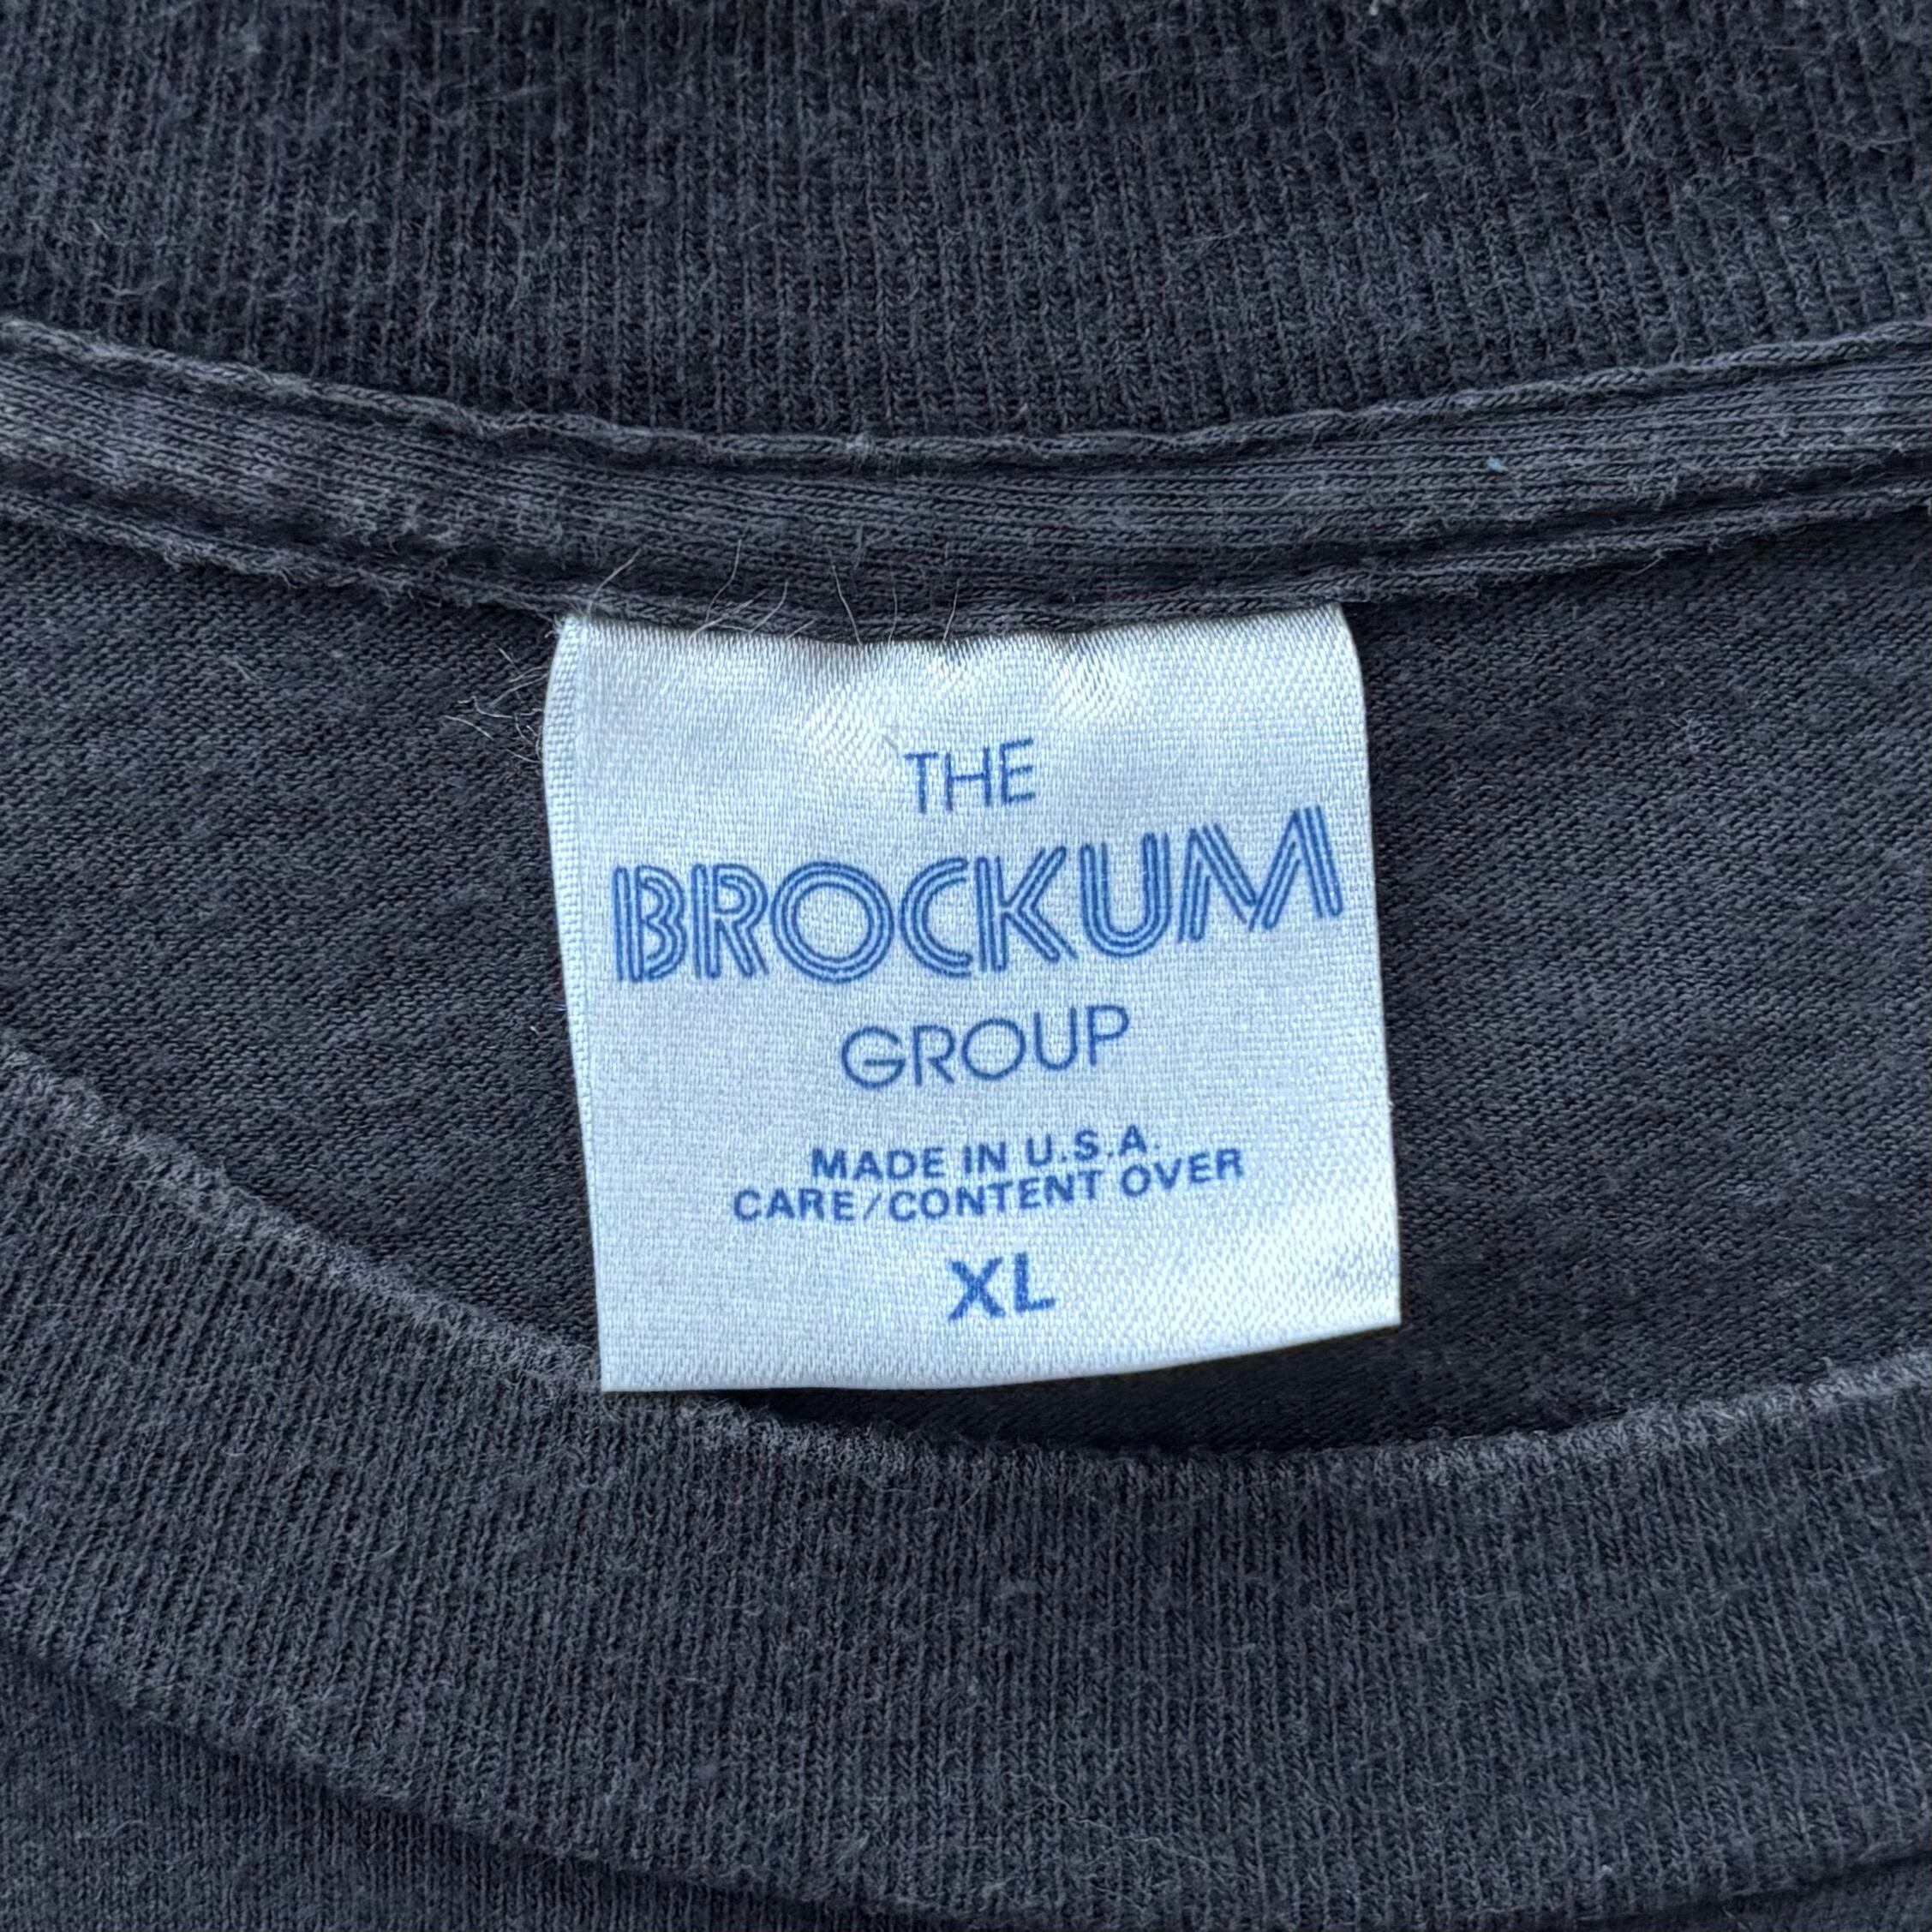 THE
BROCKUM
GROUP
MADE IN U.S.A.
CARE/CONTENT OVER
XL